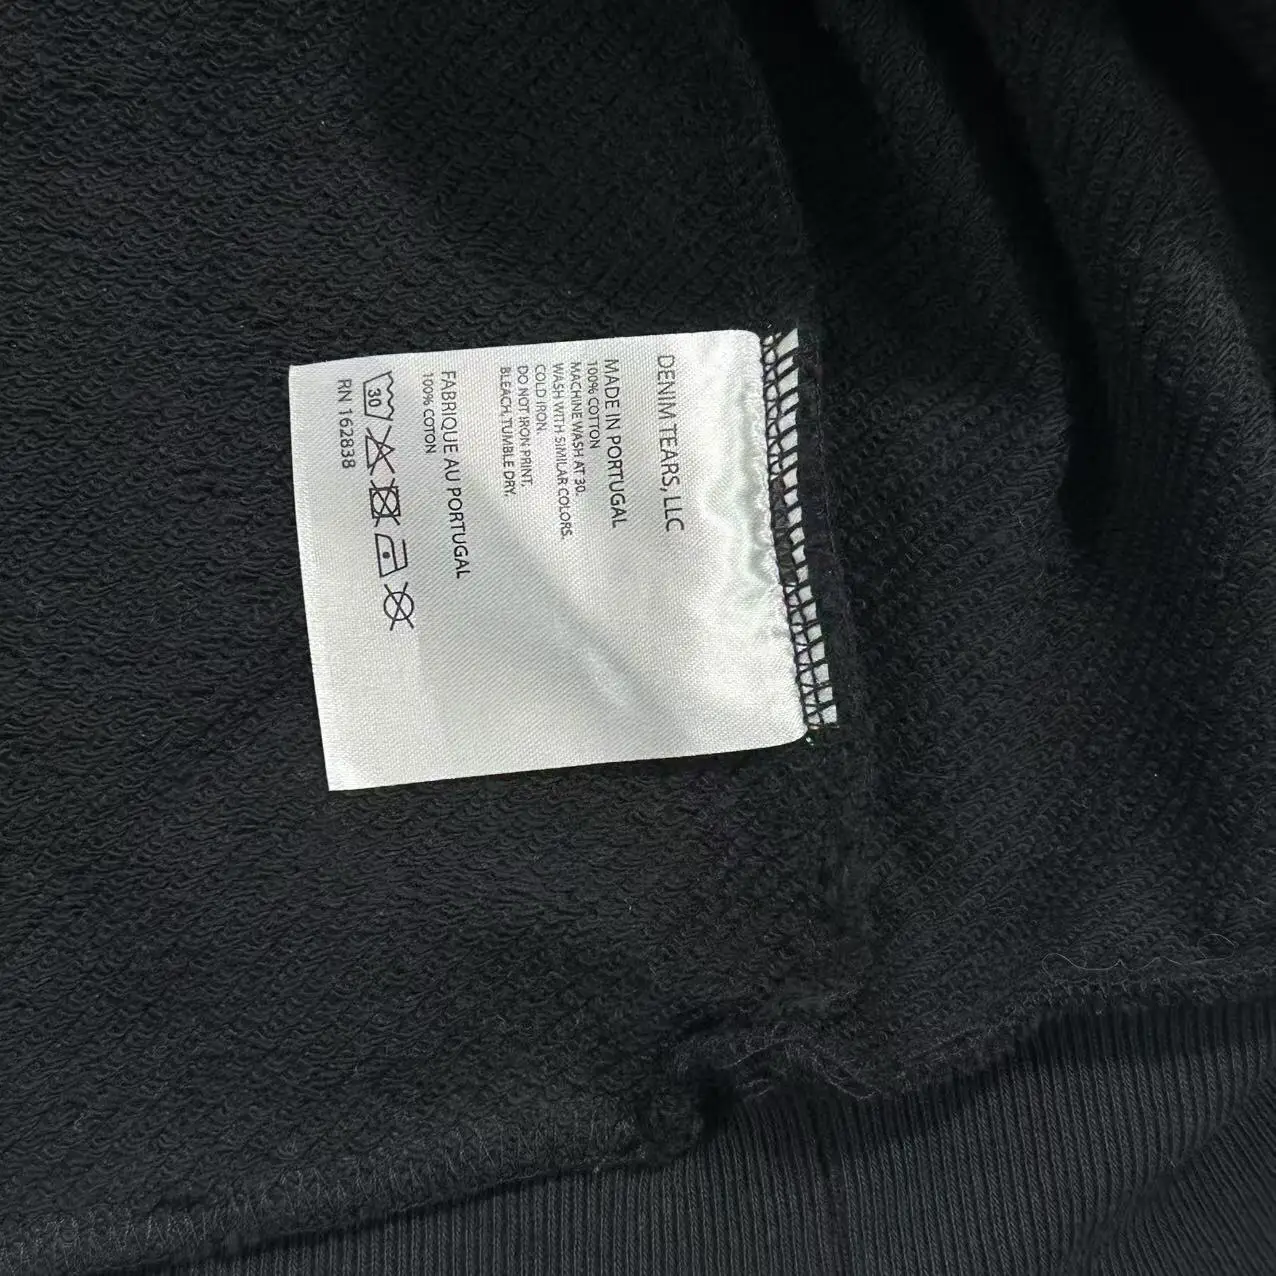 DENIM TEARS, LLC
MADE IN PORTUGAL
100% COTTON
MACHINE WASH AT 30.
WASH WITH SIMILAR COLORS.
COLD IRON.
DO NOT IRON PRINT,
BLEACH,TUMBLE DRY.
FABRIQUE AU PORTUGAL
100% COTON
30
RN 162838